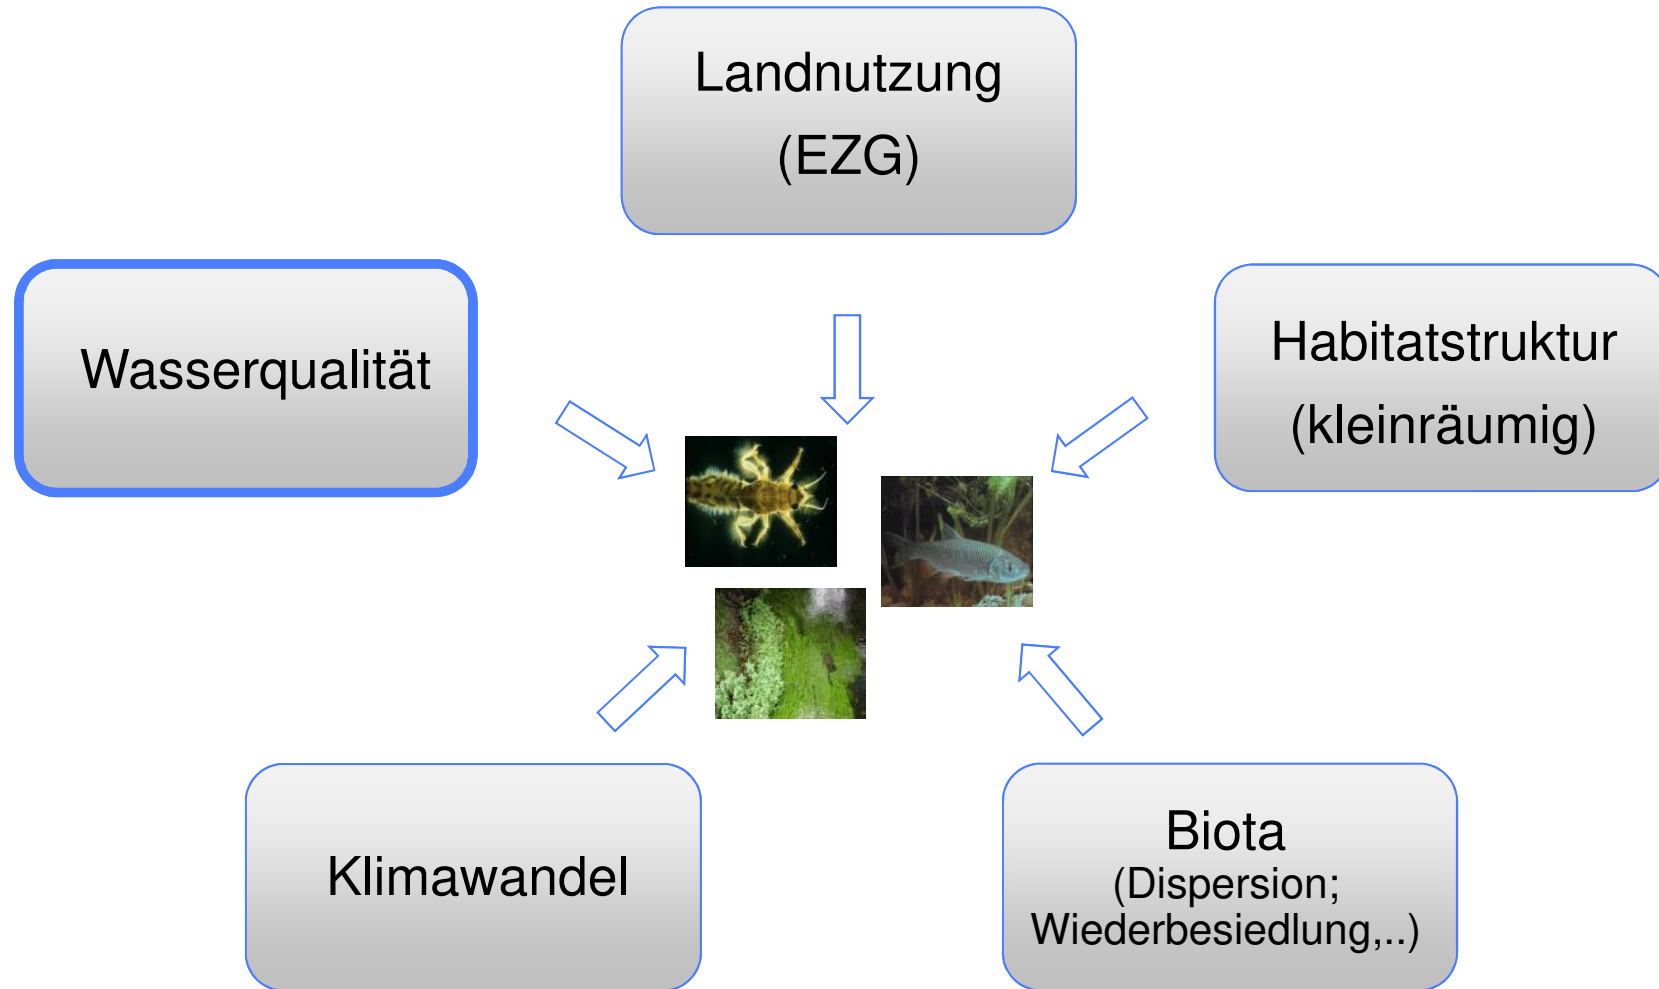 Landnutzung
(EZG)
Wasserqualität
Habitatstruktur
(kleinräumig)
Klimawandel
Biota
(Dispersion;
Wiederbesiedlung,..)